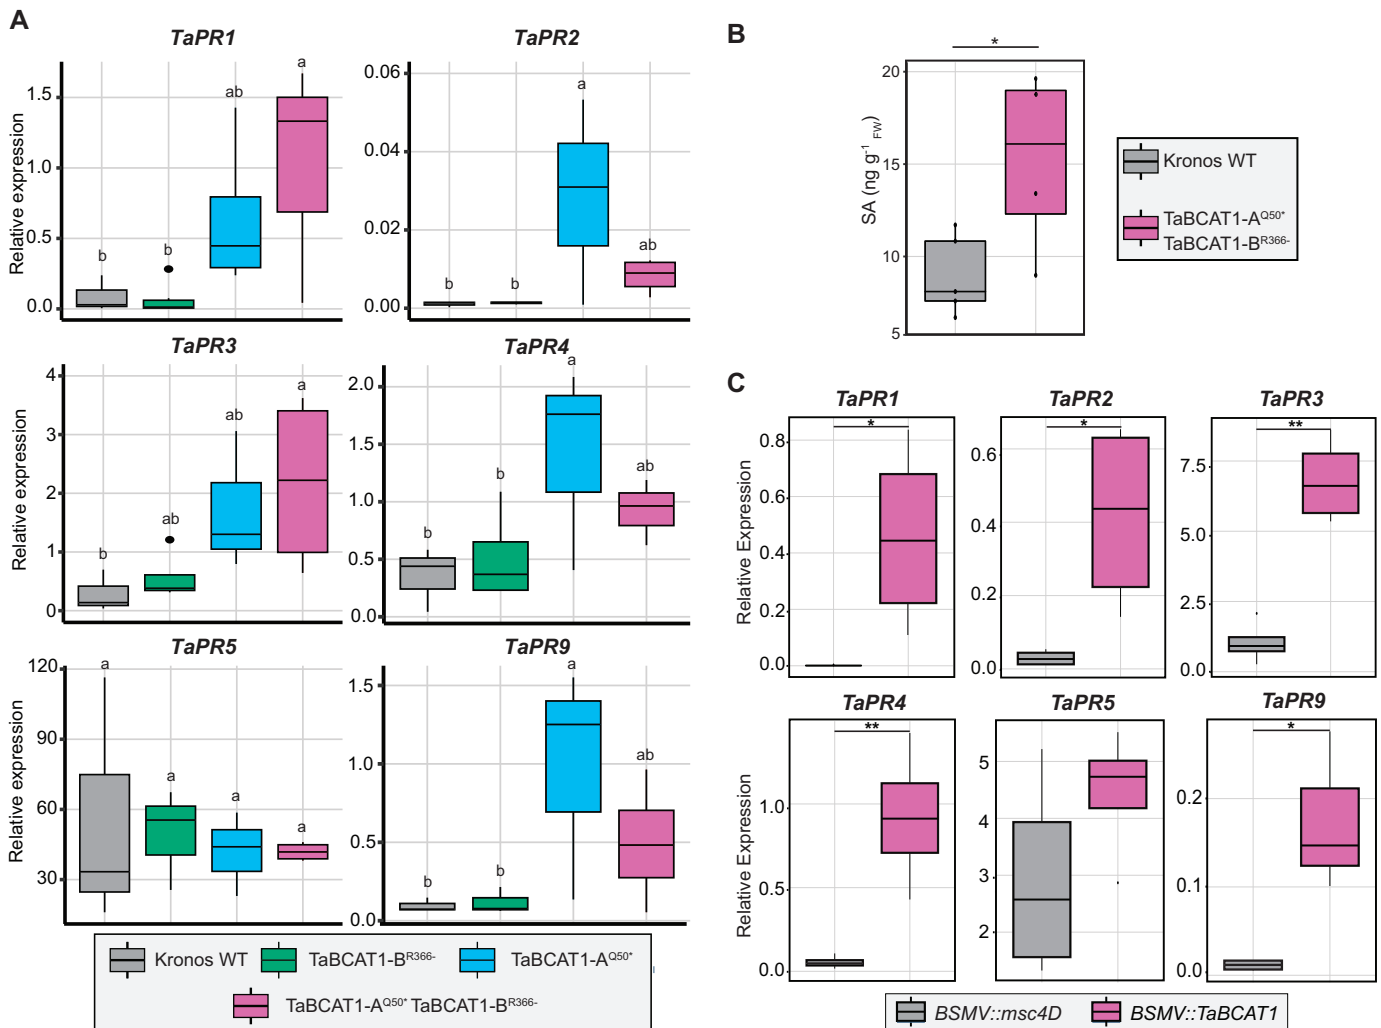 A
TaPR1
Relative expression
1.5
1.0
0.5
0.0
b
b
ab
a
TaPR2
0.06
0.04
0.02
0.00
b
b
a
ab
TaPR3
Relative expression
4
3
2
1
0
b
ab
ab
a
TaPR4
2.0
1.5
1.0
0.5
0.0
b
b
a
ab
TaPR5
Relative expression
120
90
60
30
a
a
a
a
TaPR9
1.5
1.0
0.5
0.0
b
b
a
ab
Kronos WT
TaBCAT1-B^R366-
TaBCAT1-A^Q50*
TaBCAT1-A^Q50* TaBCAT1-B^R366-
B
SA (ng g⁻¹ FW)
20
15
10
5
*
Kronos WT
TaBCAT1-A^Q50*
TaBCAT1-B^R366-
C
TaPR1
Relative Expression
0.8
0.6
0.4
0.2
0.0
*
TaPR2
0.6
0.4
0.2
0.0
*
TaPR3
7.5
5.0
2.5
0.0
**
TaPR4
Relative Expression
1.0
0.5
0.0
**
TaPR5
5
4
3
2
TaPR9
0.2
0.1
0.0
*
BSMV::msc4D
BSMV::TaBCAT1